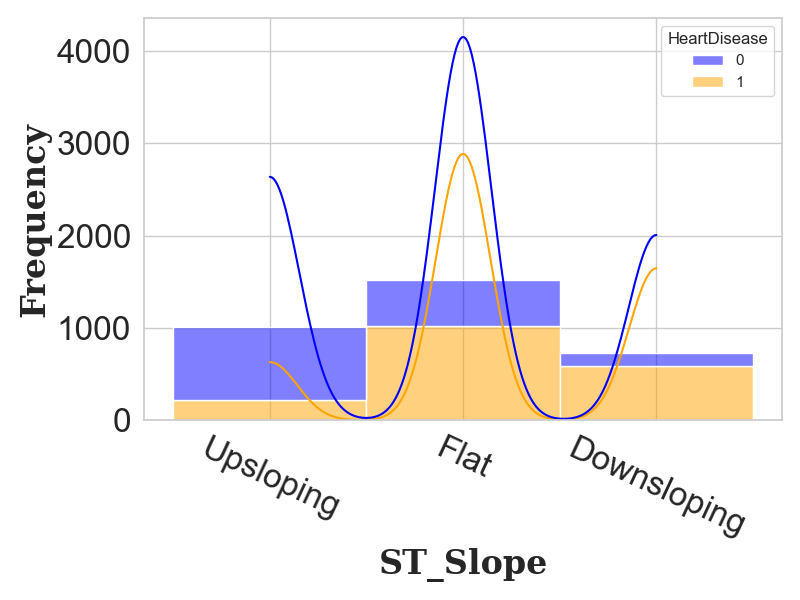 HeartDisease
0
1
4000
3000
2000
1000
0
Frequency
Upsloping
Flat
Downsloping
ST_Slope